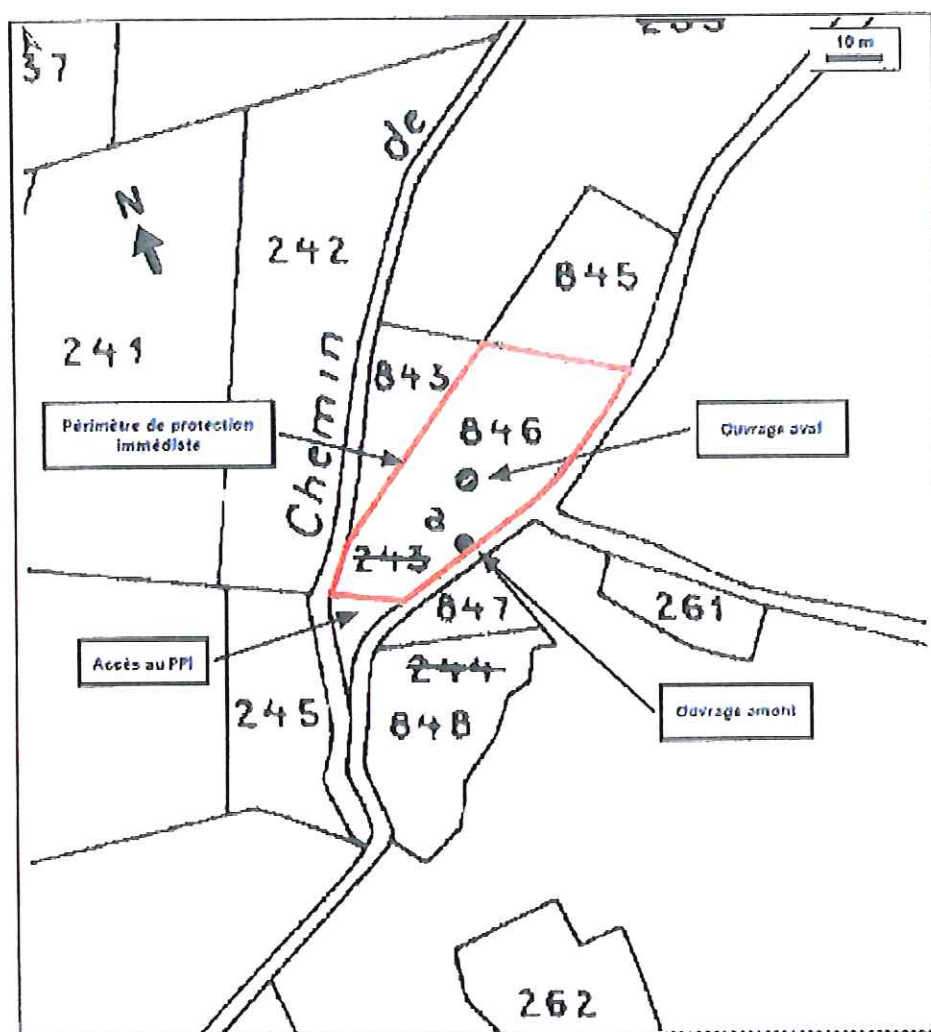 233
10 m
37
de
N
242
845
241
Chemin
843
Périmètre de protection
immédiate
846
Ouvrage aval
a
243
847
261
Accès au PPI
244
245
848
Ouvrage amont
262